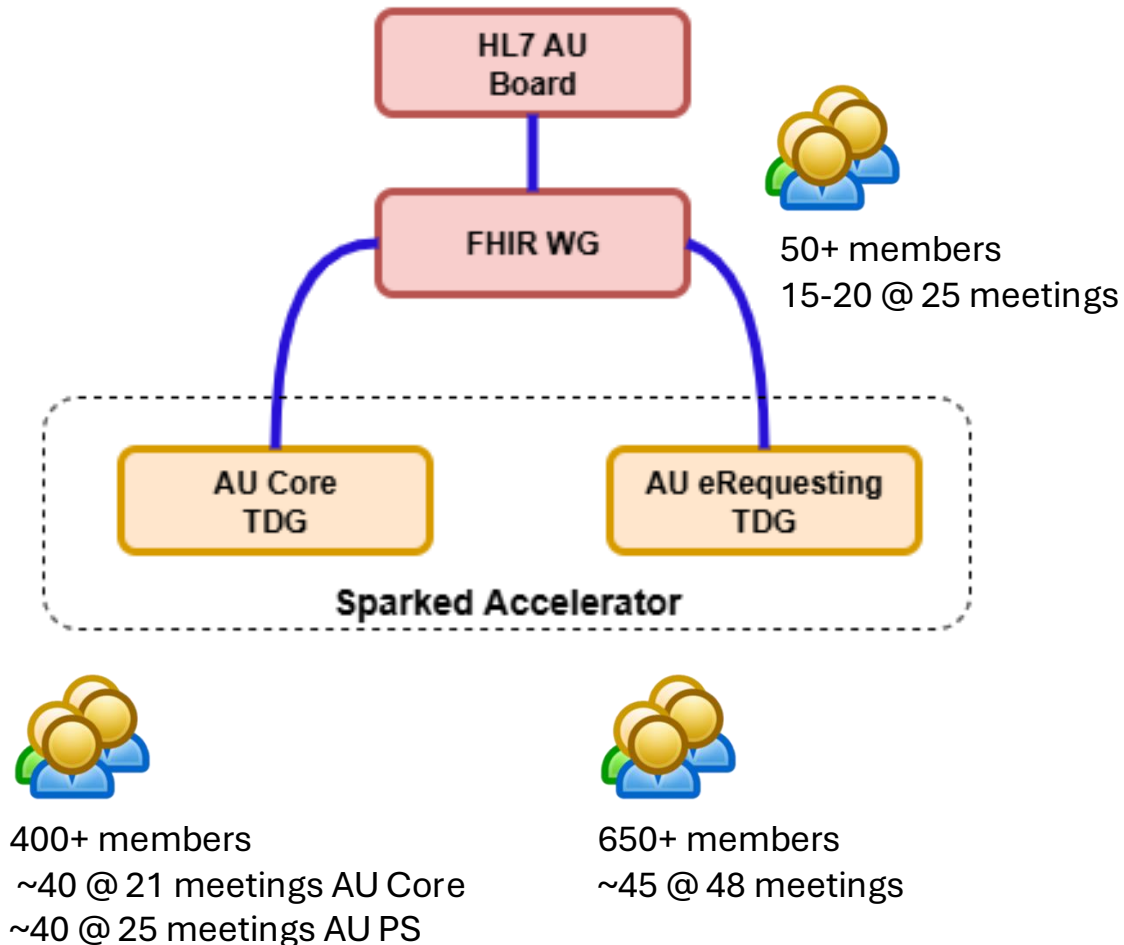 HL7 AU
Board
FHIR WG
50+ members
15-20 @ 25 meetings
AU Core
TDG
AU eRequesting
TDG
Sparked Accelerator
400+ members
~40 @ 21 meetings AU Core
~40 @ 25 meetings AU PS
650+ members
~45 @ 48 meetings